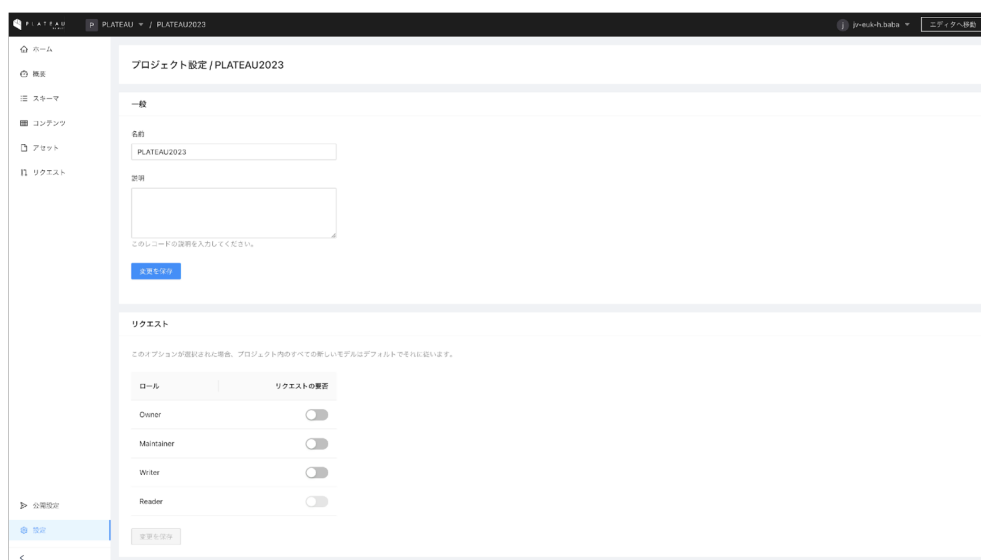 PLATEAU
P PLATEAU / PLATEAU2023
j jv-euk-h.baba
エディタへ移動
ホーム
概要
スキーマ
コンテンツ
アセット
リクエスト
公開設定
設定
プロジェクト設定 / PLATEAU2023
一般
名前
PLATEAU2023
説明
このレコードの説明を入力してください。
変更を保存
リクエスト
このオプションが選択された場合、プロジェクト内のすべての新しいモデルはデフォルトでそれに従います。
ロール リクエストの要否
Owner
Maintainer
Writer
Reader
変更を保存